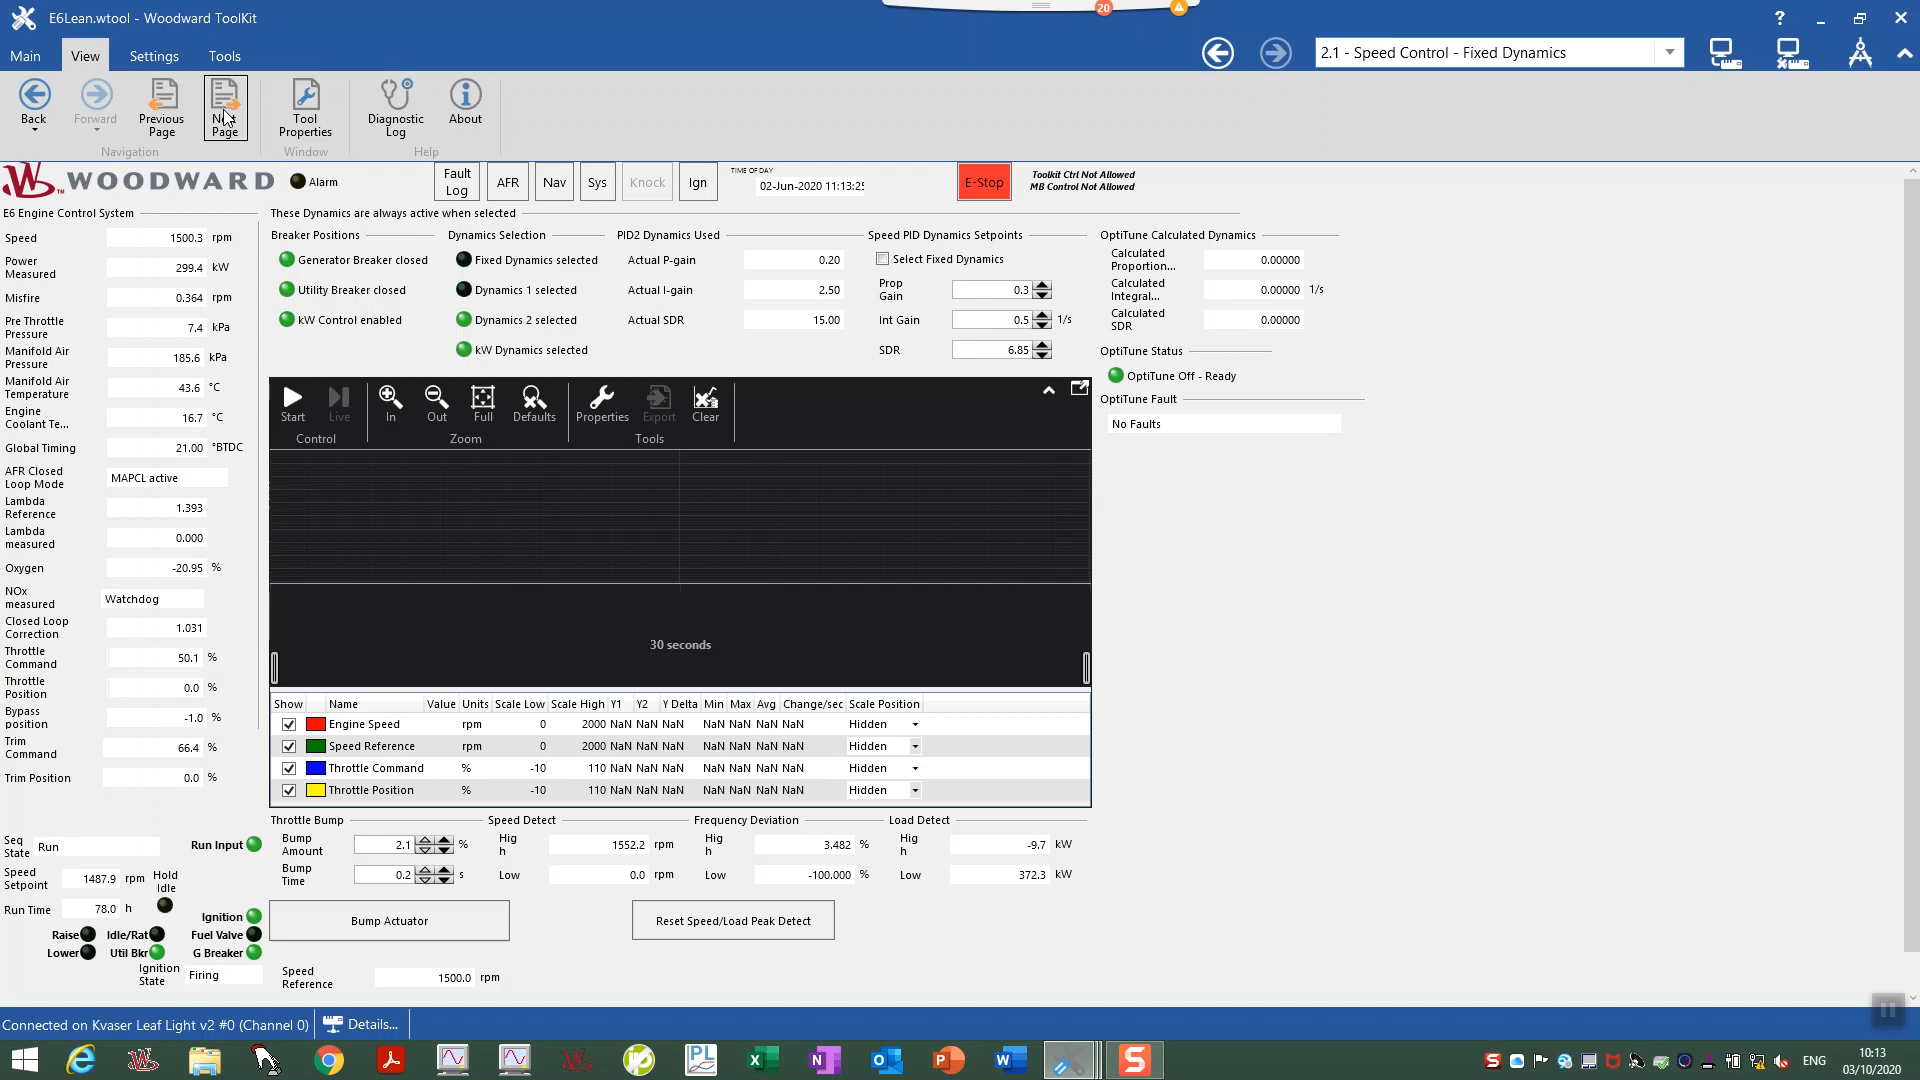 E6Lean.wtool - Woodward ToolKit
20
?
Main View Settings Tools
2.1 - Speed Control - Fixed Dynamics
Back Forward Previous Page Page Tool Properties Diagnostic Log About
Navigation Window Help
WOODWARD
Alarm
Fault Log AFR Nav Sys Knock Ign
TIME OF DAY
02-Jun-2020 11:13:25
E-Stop
Toolkit Ctrl Not Allowed
MB Control Not Allowed
E6 Engine Control System
Speed 1500.3 rpm
Power Measured 299.4 kW
Misfire 0.364 rpm
Pre Throttle Pressure 7.4 kPa
Manifold Air Pressure 185.6 kPa
Manifold Air Temperature 43.6 °C
Engine Coolant Te... 16.7 °C
Global Timing 21.00 °BTDC
AFR Closed Loop Mode MAPCL active
Lambda Reference 1.393
Lambda measured 0.000
Oxygen -20.95 %
NOx measured Watchdog
Closed Loop Correction 1.031
Throttle Command 50.1 %
Throttle Position 0.0 %
Bypass position -1.0 %
Trim Command 66.4 %
Trim Position 0.0 %
Seq State Run Run Input
Speed Setpoint 1487.9 rpm Hold Idle
Run Time 78.0 h
Ignition
Raise Idle/Rat Fuel Valve
Lower Util Bkr G Breaker
Ignition State Firing
These Dynamics are always active when selected
Breaker Positions
Generator Breaker closed
Utility Breaker closed
kW Control enabled
Dynamics Selection
Fixed Dynamics selected
Dynamics 1 selected
Dynamics 2 selected
kW Dynamics selected
PID2 Dynamics Used
Actual P-gain 0.20
Actual I-gain 2.50
Actual SDR 15.00
Speed PID Dynamics Setpoints
Select Fixed Dynamics
Prop Gain 0.3
Int Gain 0.5 1/s
SDR 6.85
OptiTune Calculated Dynamics
Calculated Proportion... 0.00000
Calculated Integral... 0.00000 1/s
Calculated SDR 0.00000
OptiTune Status
OptiTune Off - Ready
OptiTune Fault
No Faults
Start Live In Out Full Defaults Properties Export Clear
Control Zoom Tools
30 seconds
Show Name Value Units Scale Low Scale High Y1 Y2 Y Delta Min Max Avg Change/sec Scale Position
Engine Speed rpm 0 2000 NaN NaN NaN NaN NaN NaN NaN Hidden
Speed Reference rpm 0 2000 NaN NaN NaN NaN NaN NaN NaN Hidden
Throttle Command % -10 110 NaN NaN NaN NaN NaN NaN NaN Hidden
Throttle Position % -10 110 NaN NaN NaN NaN NaN NaN NaN Hidden
Throttle Bump Speed Detect Frequency Deviation Load Detect
Bump Amount 2.1 % Hig h 1552.2 rpm Hig h 3.482 % Hig h -9.7 kW
Bump Time 0.2 s Low 0.0 rpm Low -100.000 % Low 372.3 kW
Bump Actuator Reset Speed/Load Peak Detect
Speed Reference 1500.0 rpm
Connected on Kvaser Leaf Light v2 #0 (Channel 0) Details...
ENG
10:13
03/10/2020